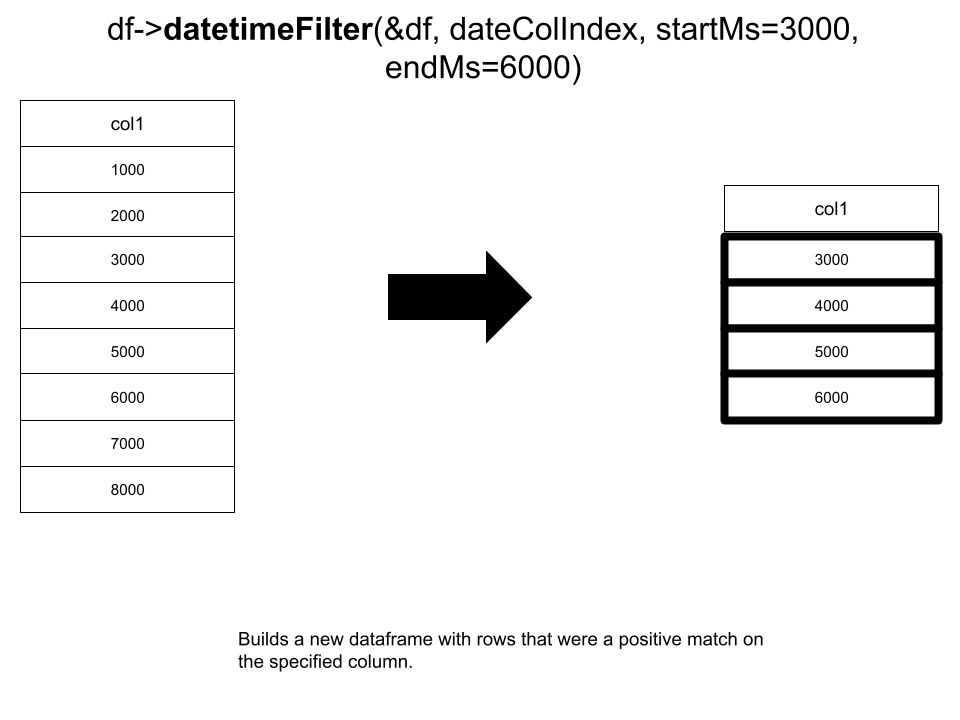 df->datetimeFilter(&df, dateColIndex, startMs=3000,
endMs=6000)
col1
1000
2000
3000
4000
5000
6000
7000
8000
col1
3000
4000
5000
6000
Builds a new dataframe with rows that were a positive match on
the specified column.